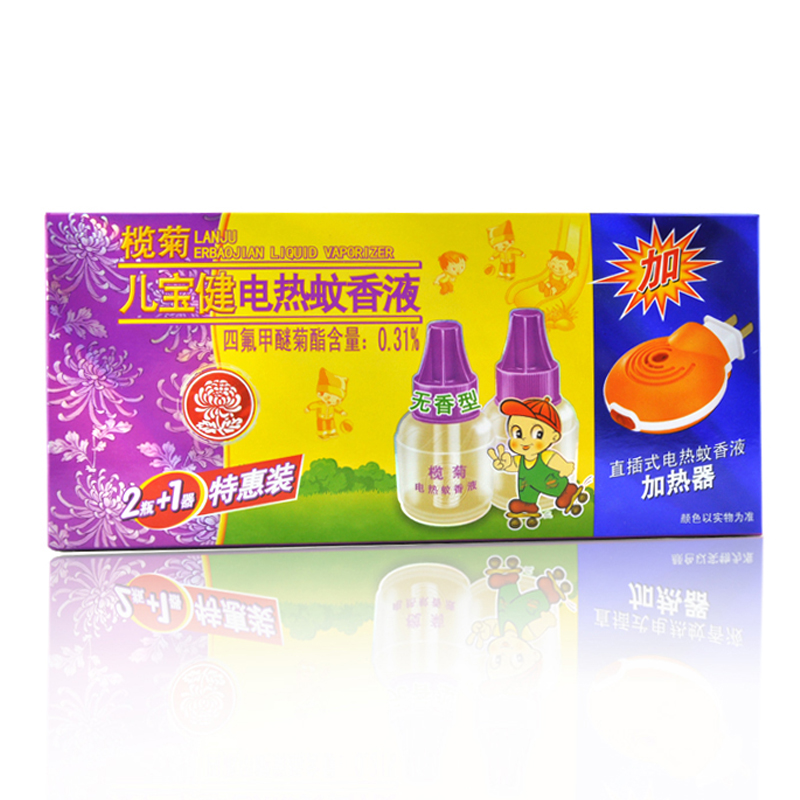 榄菊 LANJU
ERBAOJIAN LIQUID VAPORIZER
儿宝健电热蚊香液
四氟甲醚菊酯含量：0.31%
无香型
榄菊
电热蚊香液
2瓶+1器 特惠装
加
直插式电热蚊香液
加热器
颜色以实物为准